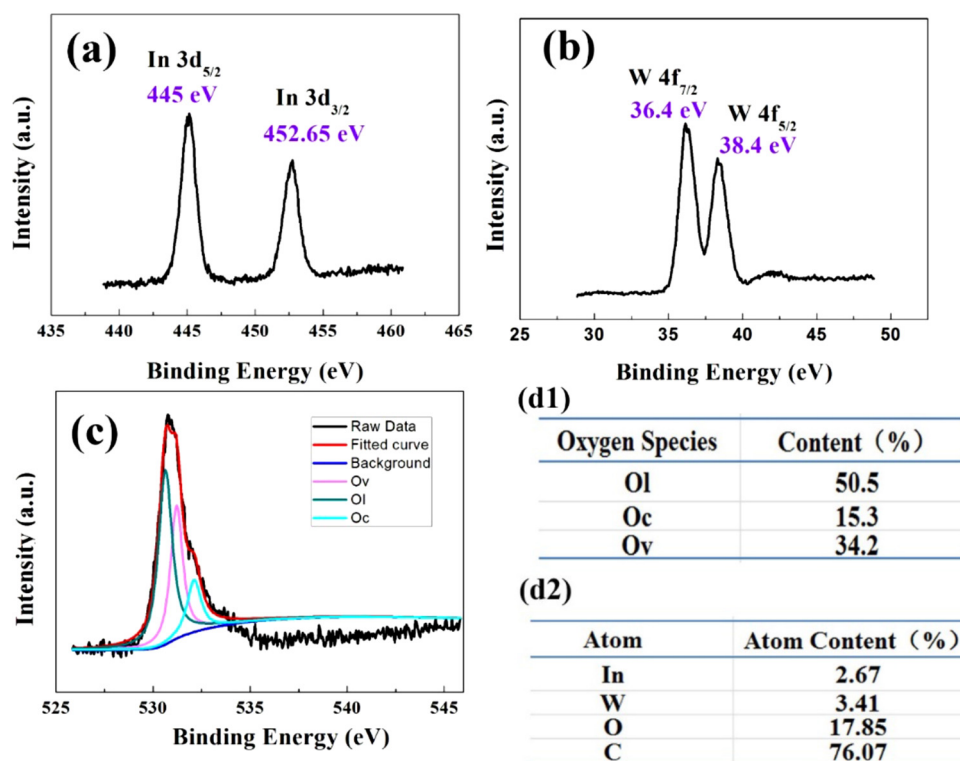 (a)
In 3d5/2
445 eV
In 3d3/2
452.65 eV
Intensity (a.u.)
435 440 445 450 455 460 465
Binding Energy (eV)
(b)
W 4f7/2
36.4 eV
W 4f5/2
38.4 eV
Intensity (a.u.)
25 30 35 40 45 50
Binding Energy (eV)
(c)
Raw Data
Fitted curve
Background
Ov
Ol
Oc
Intensity (a.u.)
525 530 535 540 545
Binding Energy (eV)
(d1)
Oxygen Species Content（%）
Ol 50.5
Oc 15.3
Ov 34.2
(d2)
Atom Atom Content（%）
In 2.67
W 3.41
O 17.85
C 76.07